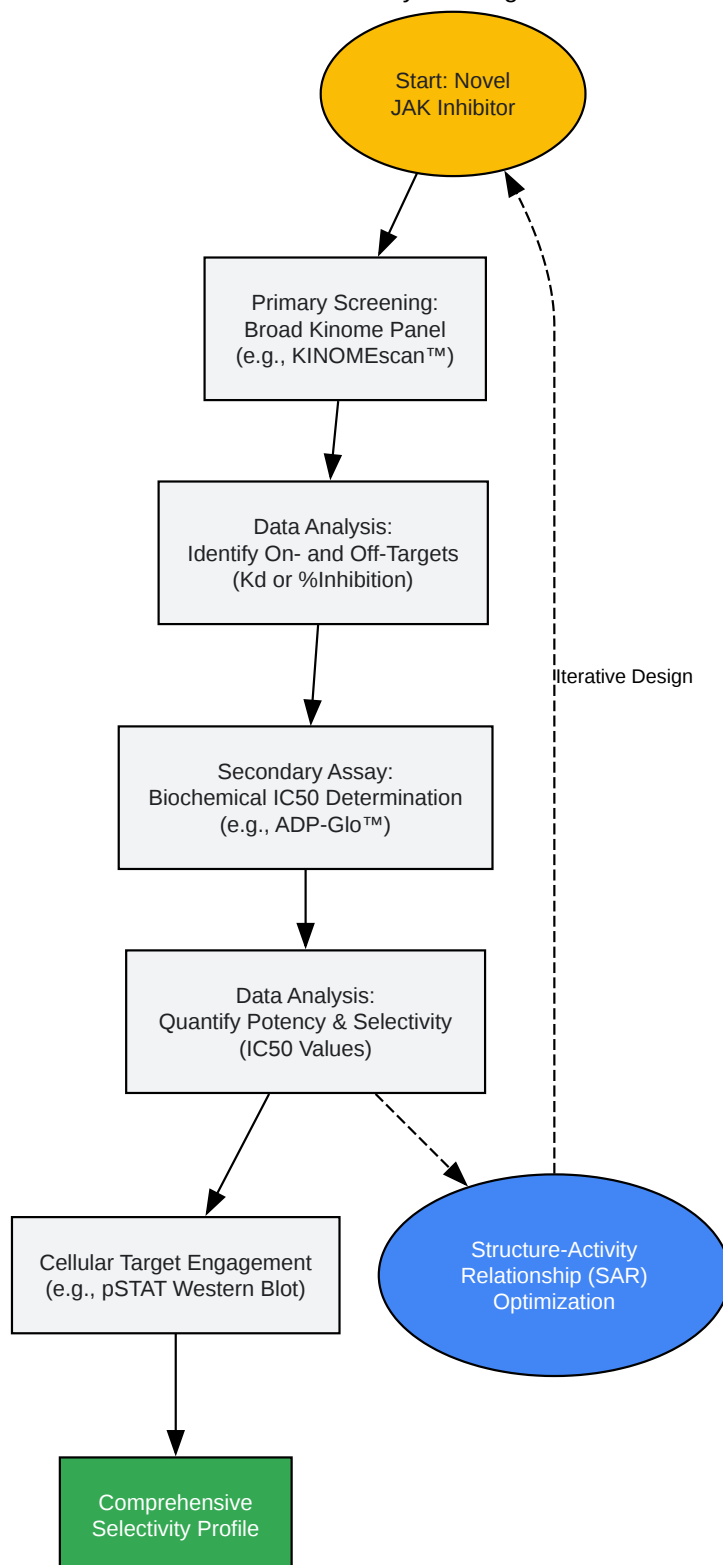 Start: Novel
JAK Inhibitor
Primary Screening:
Broad Kinome Panel
(e.g., KINOMEscan™)
Data Analysis:
Identify On- and Off-Targets
(Kd or %Inhibition)
Iterative Design
Secondary Assay:
Biochemical IC50 Determination
(e.g., ADP-Glo™)
Data Analysis:
Quantify Potency & Selectivity
(IC50 Values)
Cellular Target Engagement
(e.g., pSTAT Western Blot)
Structure-Activity
Relationship (SAR)
Optimization
Comprehensive
Selectivity Profile